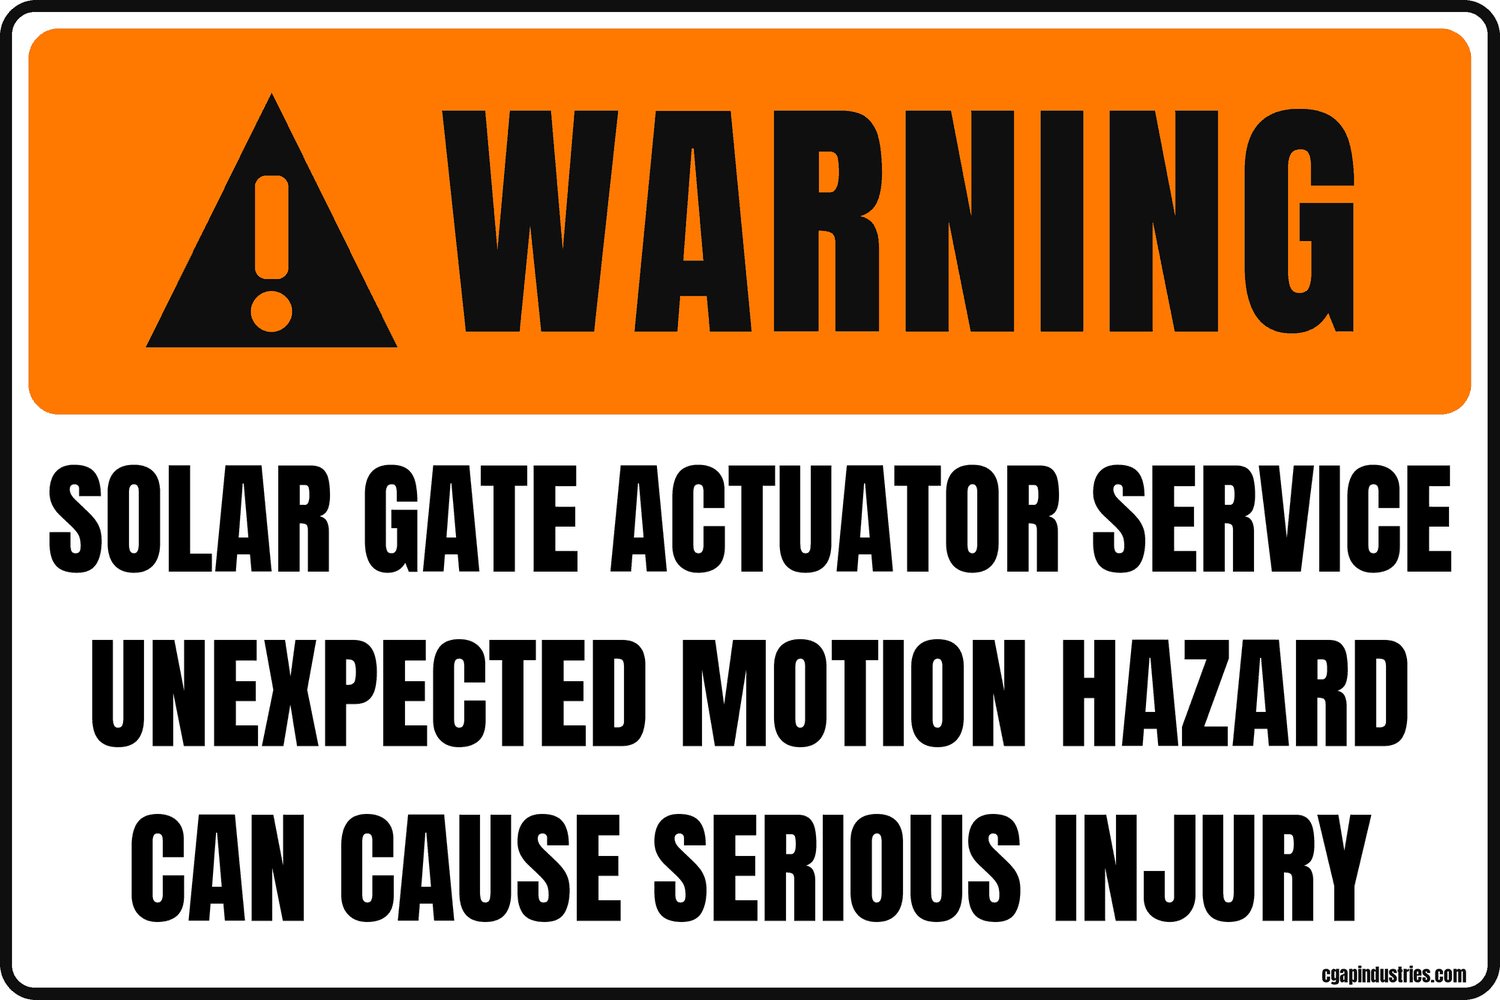 WARNING
SOLAR GATE ACTUATOR SERVICE
UNEXPECTED MOTION HAZARD
CAN CAUSE SERIOUS INJURY
cgapindustries.com